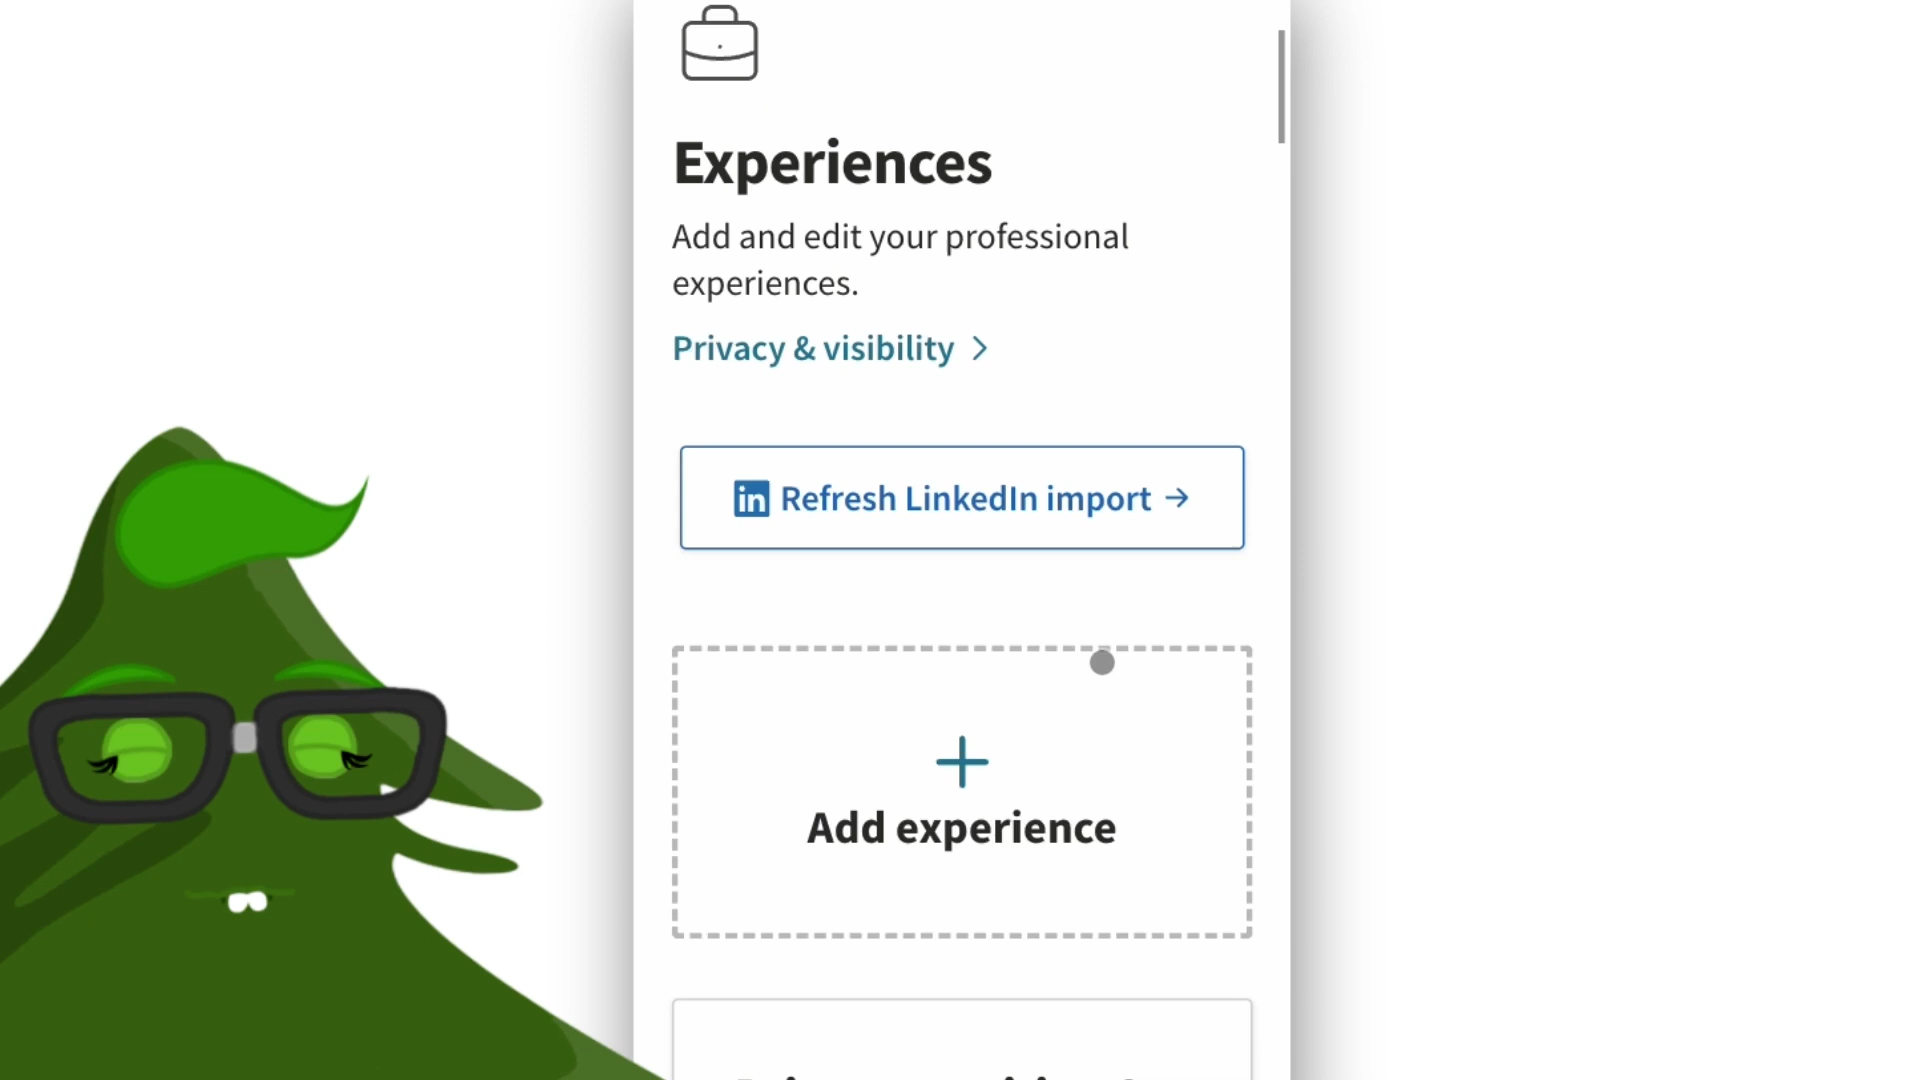 Experiences
Add and edit your professional
experiences.
Privacy & visibility
in Refresh LinkedIn import →
Add experience